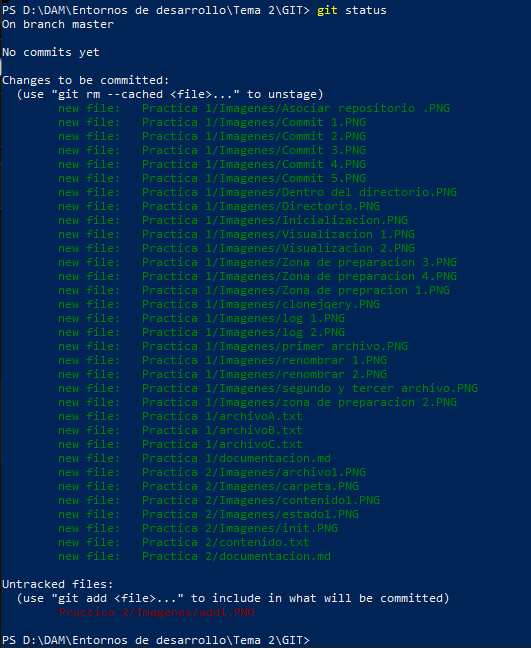 PS D:\DAM\Entornos de desarrollo\Tema 2\GIT> git status
On branch master
No commits yet
Changes to be committed:
(use "git rm --cached <file>..." to unstage)
new file: Practica 1/Imagenes/Asociar repositorio .PNG
new file: Practica 1/Imagenes/Commit 1.PNG
new file: Practica 1/Imagenes/Commit 2.PNG
new file: Practica 1/Imagenes/Commit 3.PNG
new file: Practica 1/Imagenes/Commit 4.PNG
new file: Practica 1/Imagenes/Commit 5.PNG
new file: Practica 1/Imagenes/Dentro del directorio.PNG
new file: Practica 1/Imagenes/Directorio.PNG
new file: Practica 1/Imagenes/Inicializacion.PNG
new file: Practica 1/Imagenes/Visualizacion 1.PNG
new file: Practica 1/Imagenes/Visualizacion 2.PNG
new file: Practica 1/Imagenes/Zona de preparacion 3.PNG
new file: Practica 1/Imagenes/Zona de preparacion 4.PNG
new file: Practica 1/Imagenes/Zona de prepracion 1.PNG
new file: Practica 1/Imagenes/clonejqery.PNG
new file: Practica 1/Imagenes/log 1.PNG
new file: Practica 1/Imagenes/log 2.PNG
new file: Practica 1/Imagenes/primer archivo.PNG
new file: Practica 1/Imagenes/renombrar 1.PNG
new file: Practica 1/Imagenes/renombrar 2.PNG
new file: Practica 1/Imagenes/segundo y tercer archivo.PNG
new file: Practica 1/Imagenes/zona de preparacion 2.PNG
new file: Practica 1/archivoA.txt
new file: Practica 1/archivoB.txt
new file: Practica 1/archivoC.txt
new file: Practica 1/documentacion.md
new file: Practica 2/Imagenes/archivo1.PNG
new file: Practica 2/Imagenes/carpeta.PNG
new file: Practica 2/Imagenes/contenido1.PNG
new file: Practica 2/Imagenes/estado1.PNG
new file: Practica 2/Imagenes/init.PNG
new file: Practica 2/contenido.txt
new file: Practica 2/documentacion.md
Untracked files:
(use "git add <file>..." to include in what will be committed)
Practica 2/Imagenes/add1.PNG
PS D:\DAM\Entornos de desarrollo\Tema 2\GIT>